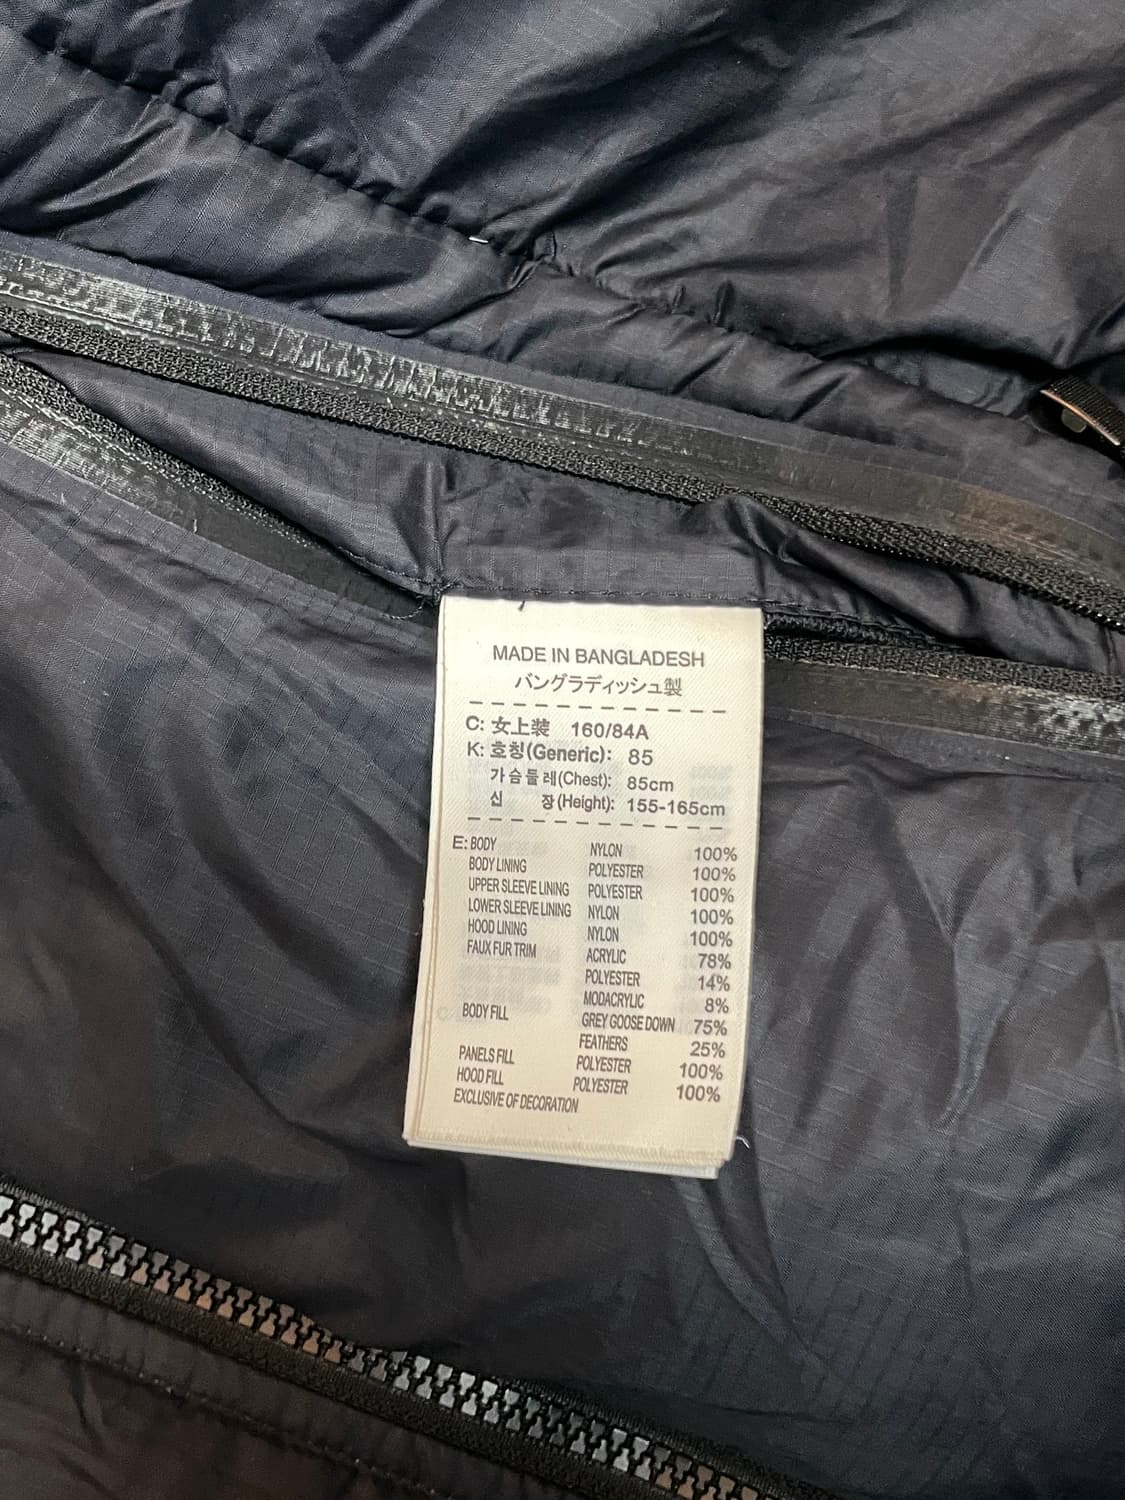 MADE IN BANGLADESH
バングラディッシュ製
C: 女上装 160/84A
K: 호칭(Generic): 85
가슴둘레(Chest): 85cm
신 장(Height): 155-165cm
E: BODY NYLON 100%
BODY LINING POLYESTER 100%
UPPER SLEEVE LINING POLYESTER 100%
LOWER SLEEVE LINING NYLON 100%
HOOD LINING NYLON 100%
FAUX FUR TRIM ACRYLIC 78%
POLYESTER 14%
MODACRYLIC 8%
BODY FILL GREY GOOSE DOWN 75%
FEATHERS 25%
PANELS FILL POLYESTER 100%
HOOD FILL POLYESTER 100%
EXCLUSIVE OF DECORATION